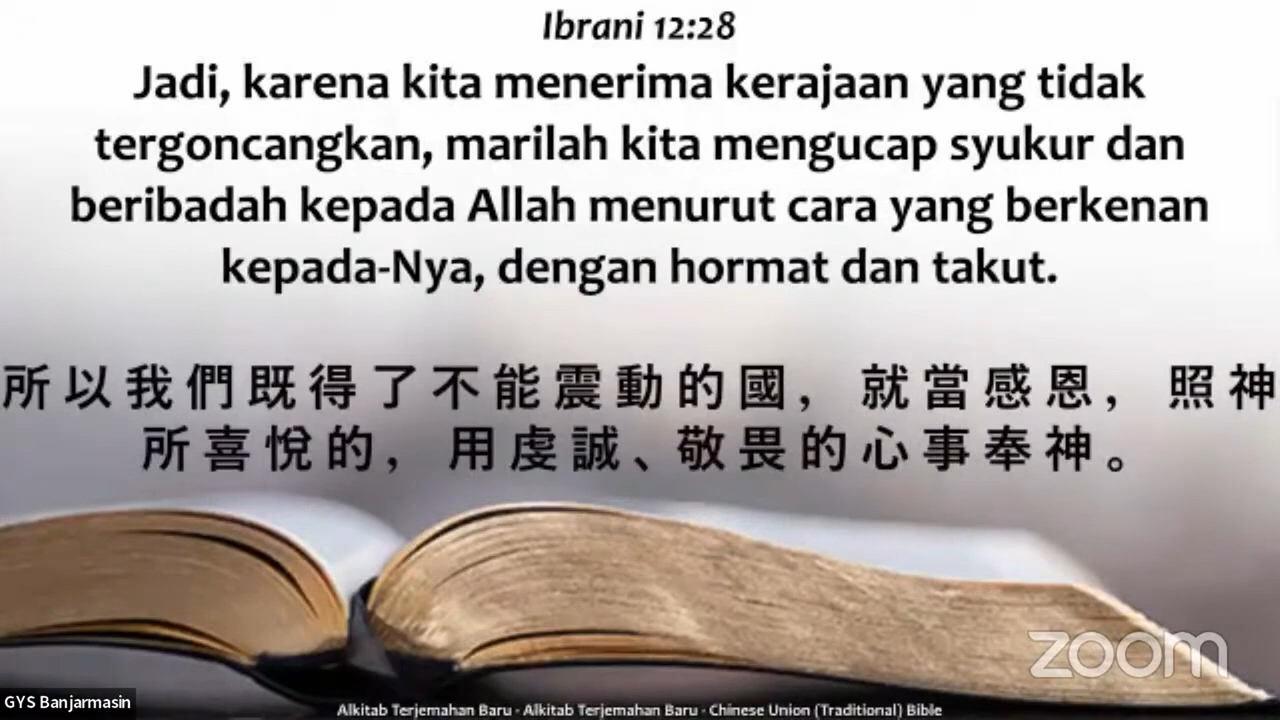 Ibrani 12:28
Jadi, karena kita menerima kerajaan yang tidak
tergoncangkan, marilah kita mengucap syukur dan
beribadah kepada Allah menurut cara yang berkenan
kepada-Nya, dengan hormat dan takut.
所以我們既得了不能震動的國，就當感恩，照神
所喜悅的，用虔誠、敬畏的心事奉神。
zoom
GYS Banjarmasin
Alkitab Terjemahan Baru - Alkitab Terjemahan Baru - Chinese Union (Traditional) Bible